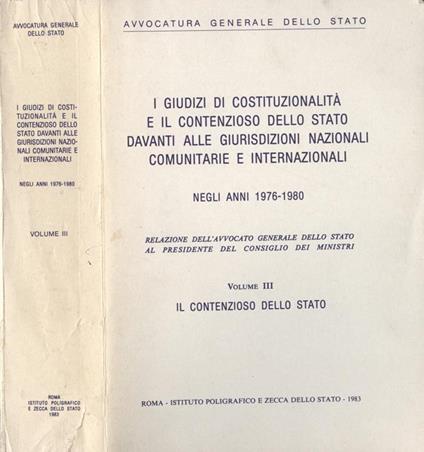 AVVOCATURA GENERALE
DELLO STATO
I GIUDIZI DI COSTI-
TUZIONALITÀ E IL
CONTENZIOSO DELLO
STATO DAVANTI ALLE
GIURISDIZIONI NAZIO-
NALI COMUNITARIE E
INTERNAZIONALI
NEGLI ANNI 1976-1980
VOLUME III
ROMA
ISTITUTO POLIGRAFICO
E ZECCA DELLO STATO
1983
AVVOCATURA GENERALE DELLO STATO
I GIUDIZI DI COSTITUZIONALITÀ
E IL CONTENZIOSO DELLO STATO
DAVANTI ALLE GIURISDIZIONI NAZIONALI
COMUNITARIE E INTERNAZIONALI
NEGLI ANNI 1976-1980
RELAZIONE DELL'AVVOCATO GENERALE DELLO STATO
AL PRESIDENTE DEL CONSIGLIO DEI MINISTRI
VOLUME III
IL CONTENZIOSO DELLO STATO
ROMA - ISTITUTO POLIGRAFICO E ZECCA DELLO STATO - 1983